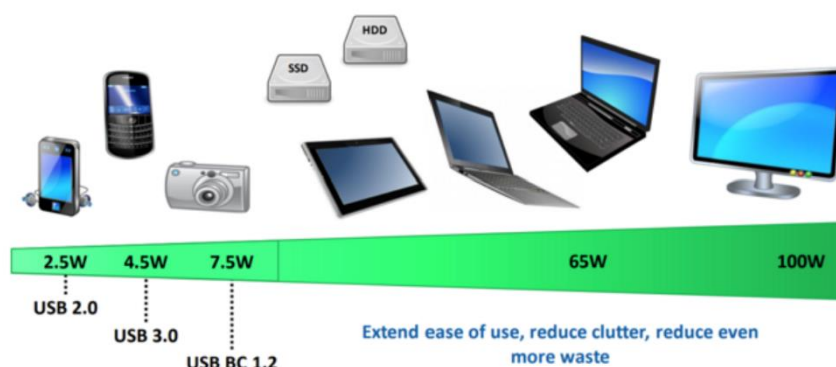 HDD
SSD
2.5W 4.5W 7.5W 65W 100W
USB 2.0
USB 3.0
USB BC 1.2
Extend ease of use, reduce clutter, reduce even
more waste